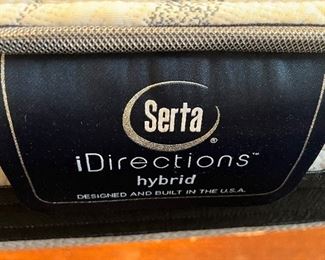 Serta®
iDirections™
hybrid
DESIGNED AND BUILT IN THE U.S.A.